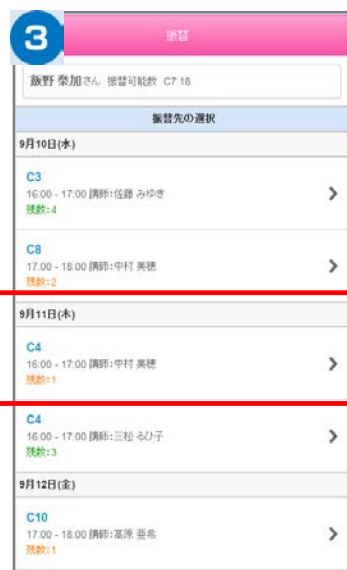 3
振替
飯野 奈加さん 振替可能数 C7:18
振替先の選択
9月10日(水)
C3
16:00 - 17:00 講師:佐藤 みゆき
残数:4
C8
17:00 - 18:00 講師:中村 美穂
残数:2
9月11日(木)
C4
16:00 - 17:00 講師:中村 美穂
残数:1
C4
16:00 - 17:00 講師:三松 るひ子
残数:3
9月12日(金)
C10
17:00 - 18:00 講師:高原 亜希
残数:1